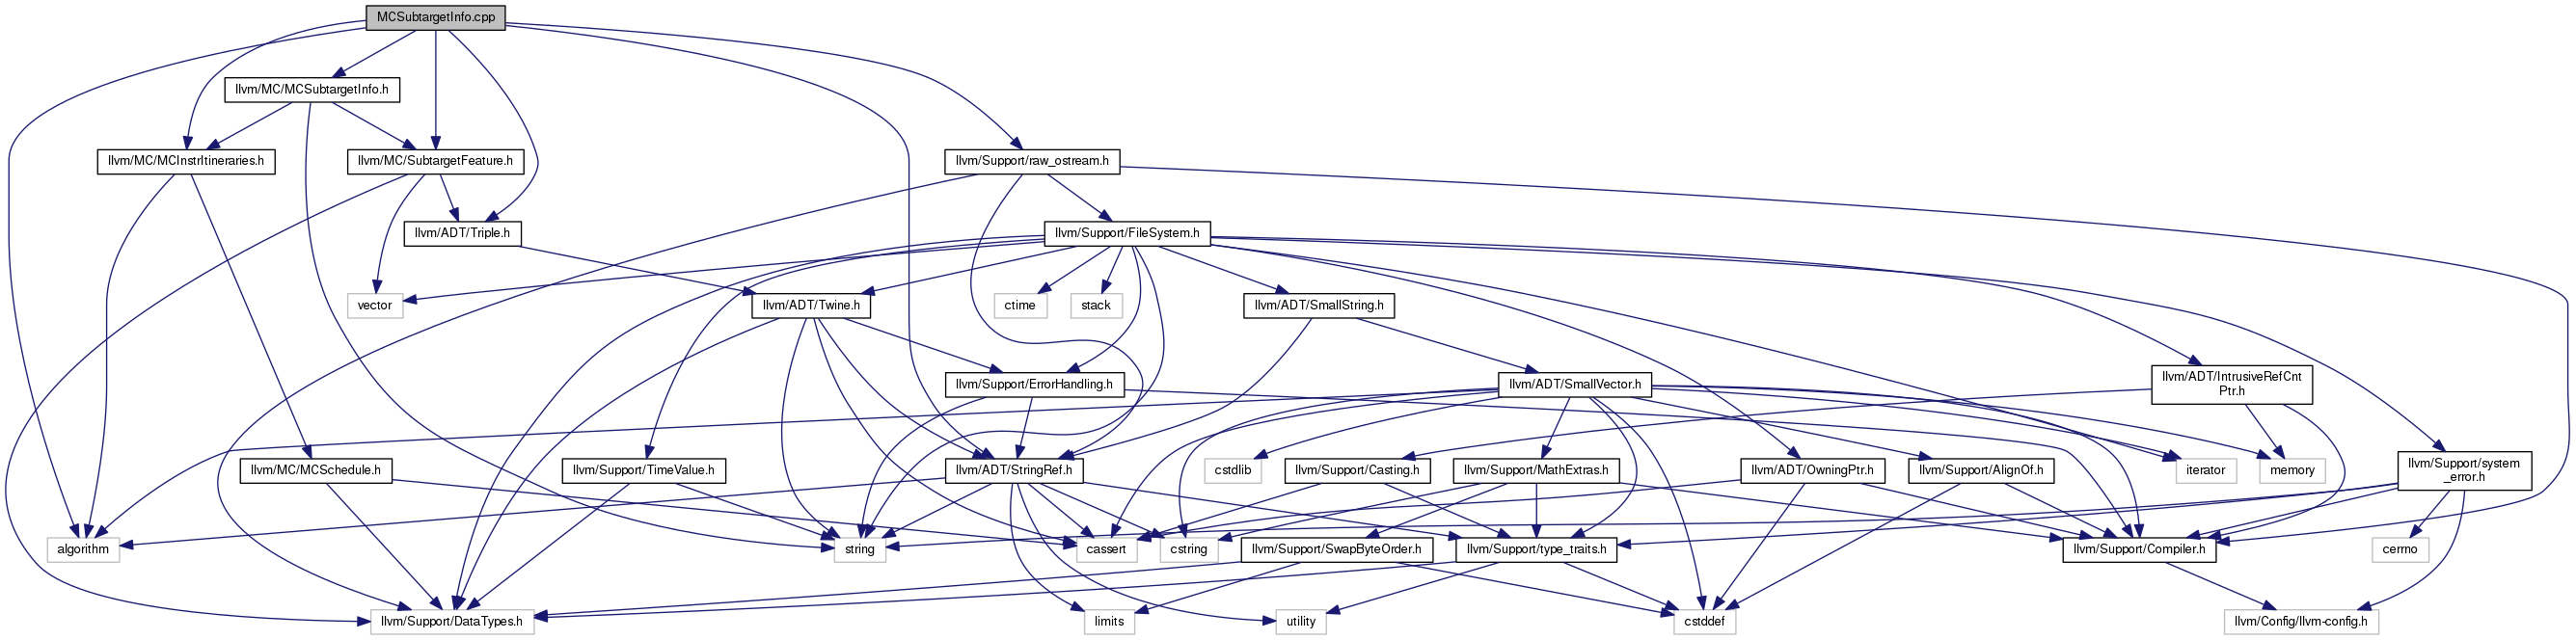 MCSubtargetInfo.cpp
llvm/MC/MCSubtargetInfo.h
llvm/MC/MCInstrItineraries.h
llvm/MC/SubtargetFeature.h
llvm/Support/raw_ostream.h
llvm/ADT/Triple.h
llvm/Support/FileSystem.h
vector
llvm/ADT/Twine.h
ctime
stack
llvm/ADT/SmallString.h
llvm/Support/ErrorHandling.h
llvm/ADT/SmallVector.h
llvm/ADT/IntrusiveRefCnt
Ptr.h
llvm/MC/MCSchedule.h
llvm/Support/TimeValue.h
llvm/ADT/StringRef.h
cstdlib
llvm/Support/Casting.h
llvm/Support/MathExtras.h
llvm/ADT/OwningPtr.h
llvm/Support/AlignOf.h
iterator
memory
llvm/Support/system
_error.h
algorithm
string
cassert
cstring
llvm/Support/SwapByteOrder.h
llvm/Support/type_traits.h
llvm/Support/Compiler.h
cerrno
llvm/Support/DataTypes.h
limits
utility
cstddef
llvm/Config/llvm-config.h